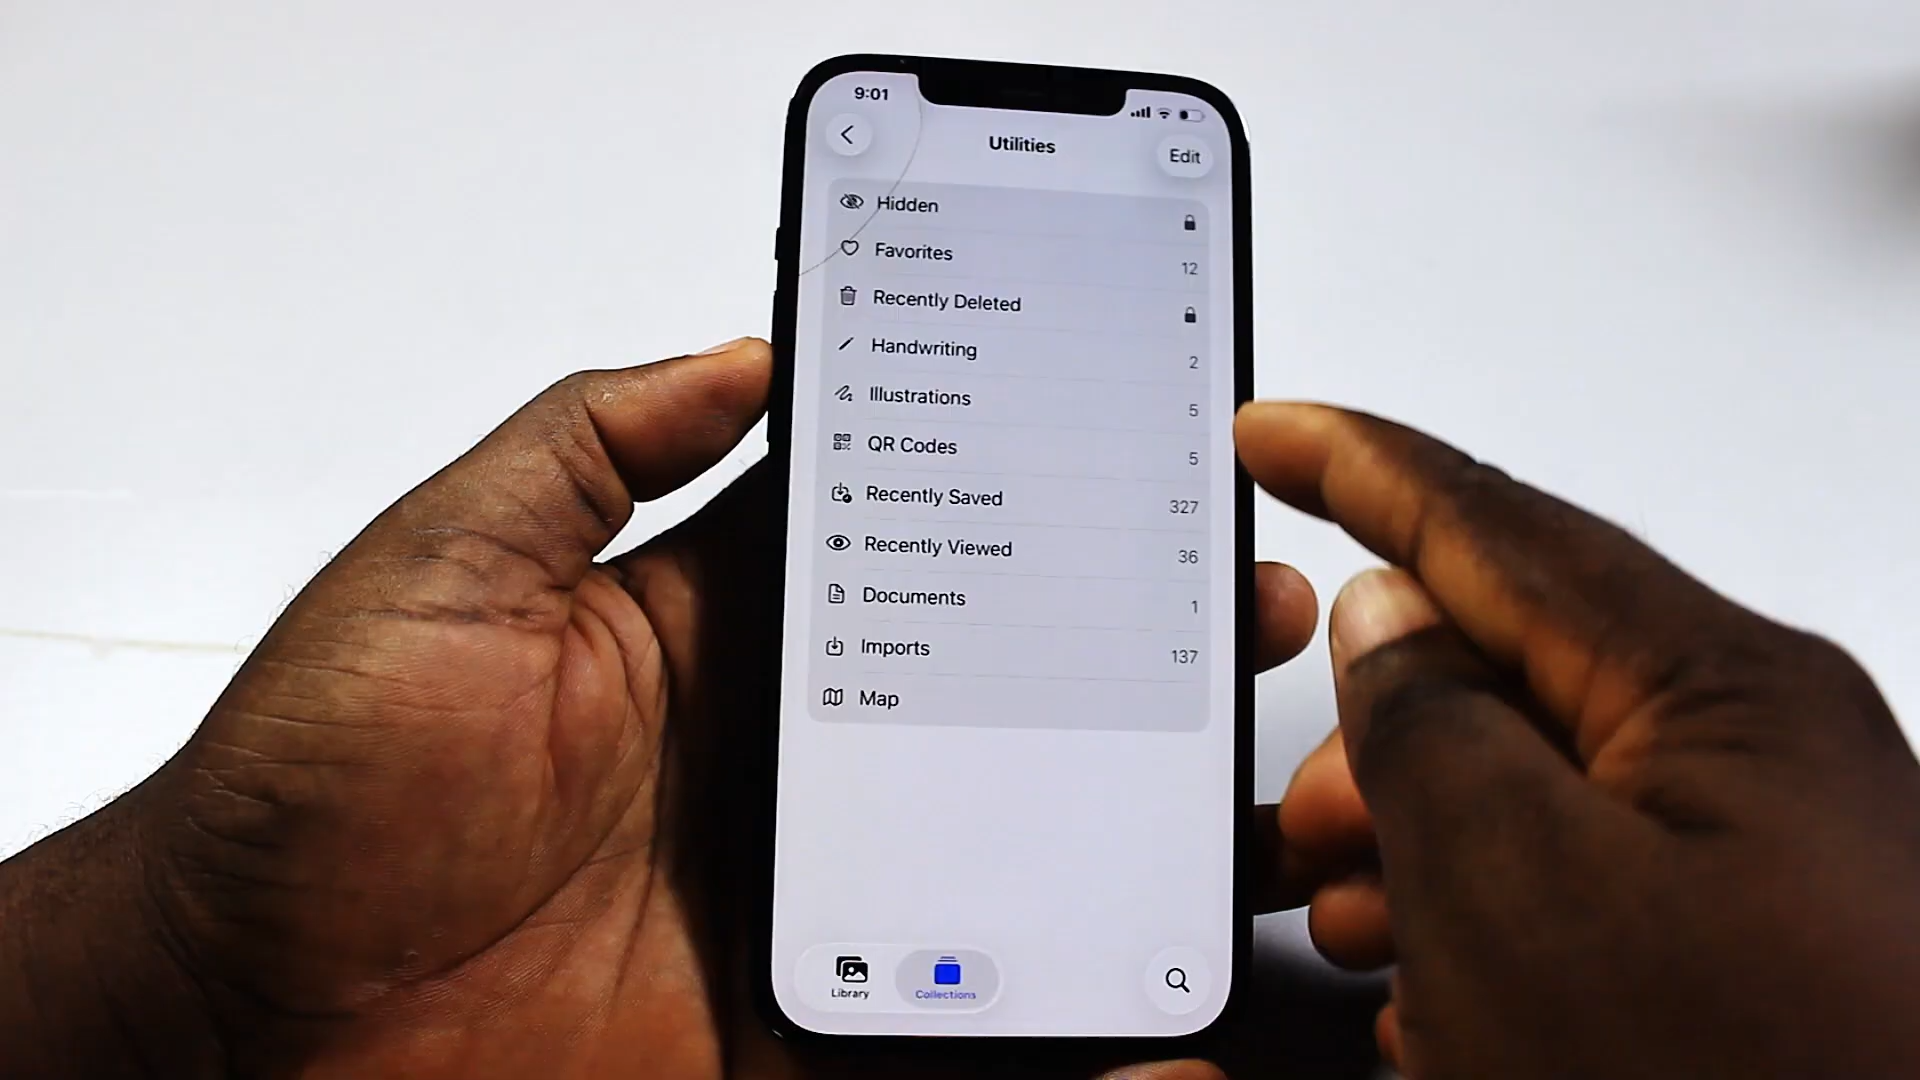 9:01
Utilities
Edit
Hidden
Favorites
12
Recently Deleted
Handwriting
2
Illustrations
5
QR Codes
5
Recently Saved
327
Recently Viewed
36
Documents
1
Imports
137
Map
Library
Collections